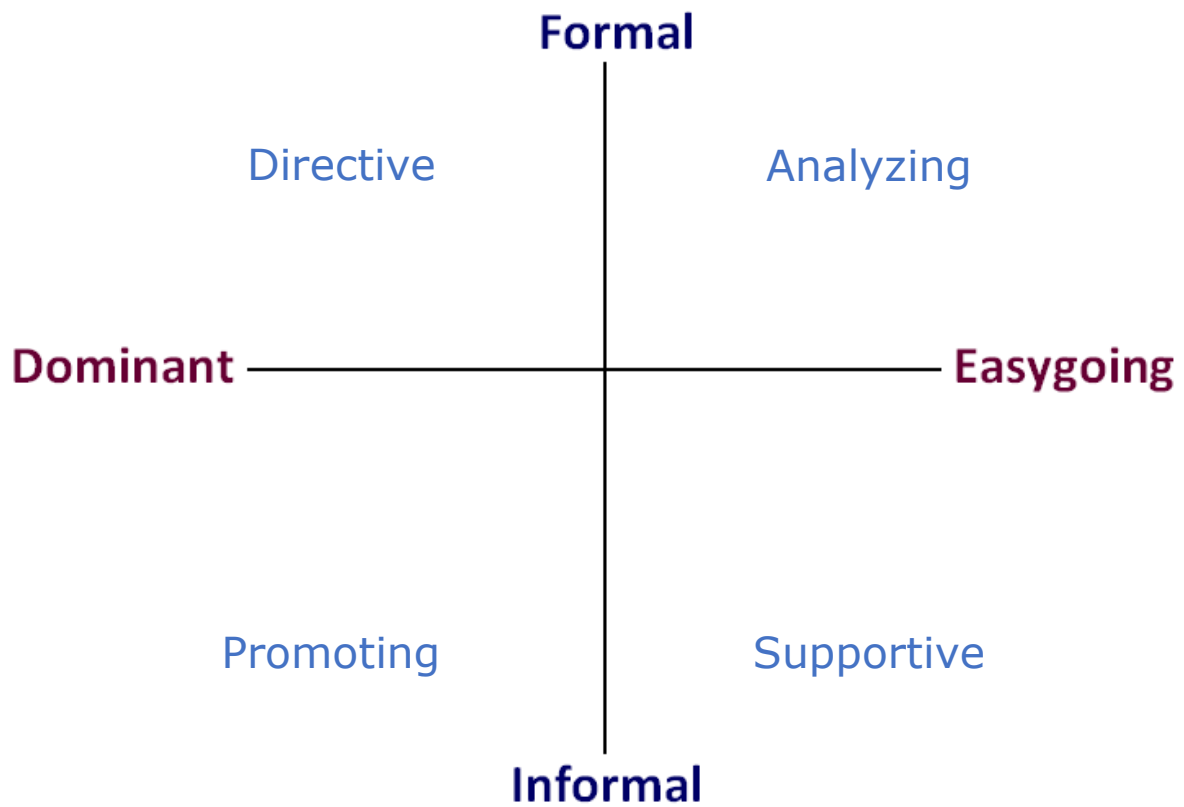 Formal
Directive
Analyzing
Dominant
Easygoing
Promoting
Supportive
Informal